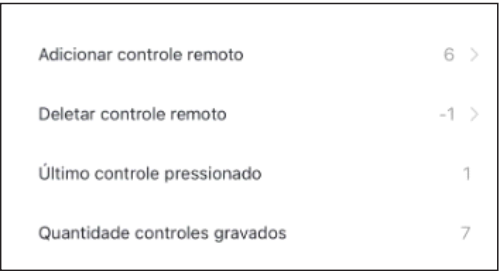 Adicionar controle remoto 6 >
Deletar controle remoto -1 >
Último controle pressionado 1
Quantidade controles gravados 7